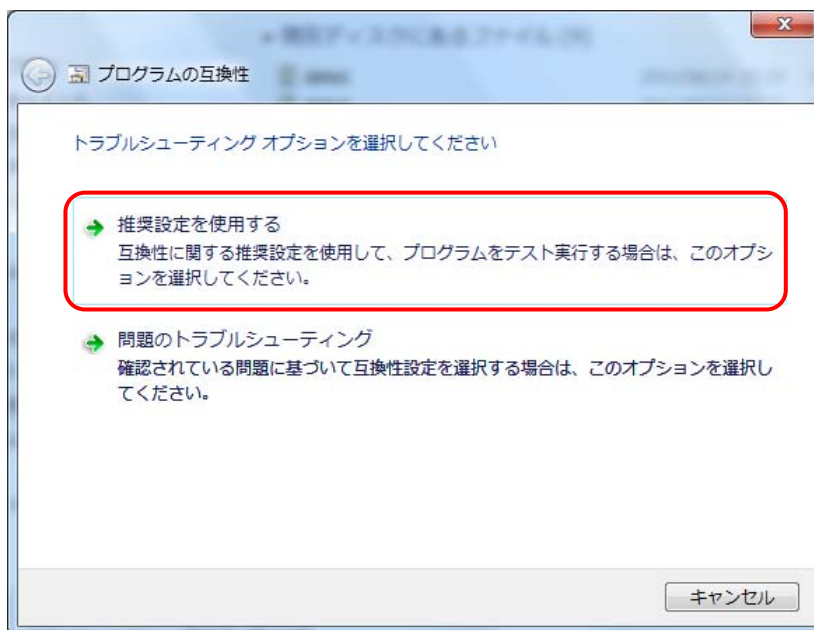 プログラムの互換性
トラブルシューティング オプションを選択してください
推奨設定を使用する
互換性に関する推奨設定を使用して、プログラムをテスト実行する場合は、このオプシ
ョンを選択してください。
問題のトラブルシューティング
確認されている問題に基づいて互換性設定を選択する場合は、このオプションを選択し
てください。
キャンセル